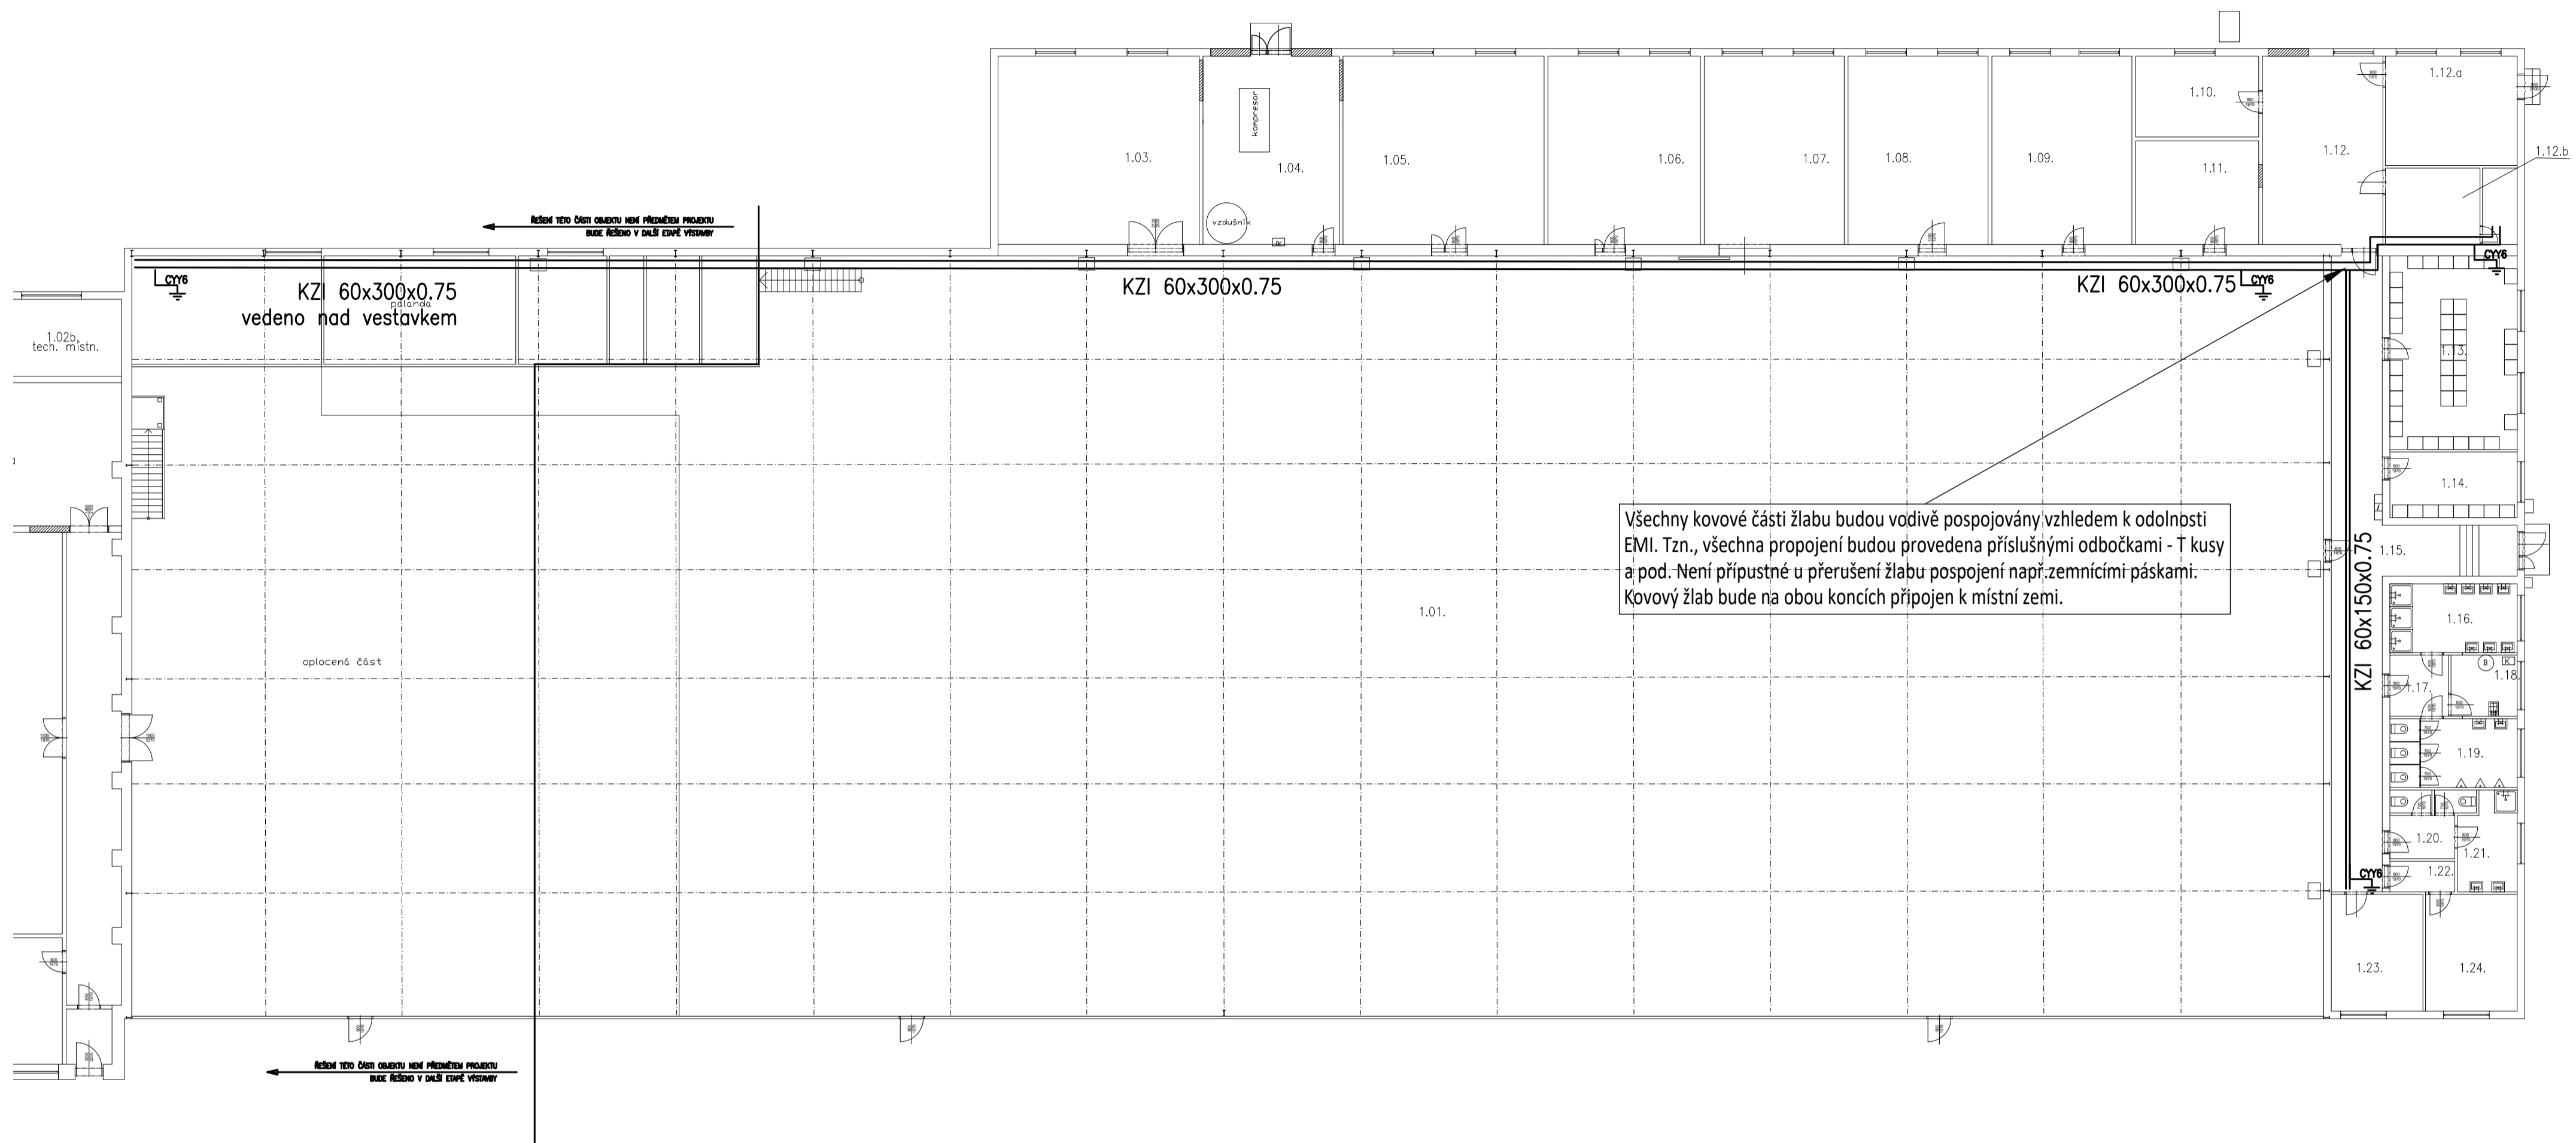 1.12.a
1.10.
kompresor
1.03.
1.04.
1.05.
1.06.
1.07.
1.08.
1.09.
1.11.
1.12.
1.12.b
ŘEŠENÍ TÉTO ČÁSTI OBJEKTU NENÍ PŘEDMĚTEM PROJEKTU
BUDE ŘEŠENO V DALŠÍ ETAPĚ VÝSTAVBY
vzdušník
CYY6
KZI 60x300x0.75
palanda
vedeno nad vestavkem
KZI 60x300x0.75
KZI 60x300x0.75
CYY6
CYY6
1.02b.
tech. místn.
1.13.
1.14.
Všechny kovové části žlabu budou vodivě pospojovány vzhledem k odolnosti
EMI. Tzn., všechna propojení budou provedena příslušnými odbočkami - T kusy
a pod. Není přípustné u přerušení žlabu pospojení např.zemnícími páskami.
Kovový žlab bude na obou koncích připojen k místní zemi.
KZI 60x150x0.75
1.15.
1.01.
1.16.
oplocená část
B
K
1.17.
1.18.
1.19.
1.20.
1.21.
1.22.
CYY6
1.23.
1.24.
ŘEŠENÍ TÉTO ČÁSTI OBJEKTU NENÍ PŘEDMĚTEM PROJEKTU
BUDE ŘEŠENO V DALŠÍ ETAPĚ VÝSTAVBY